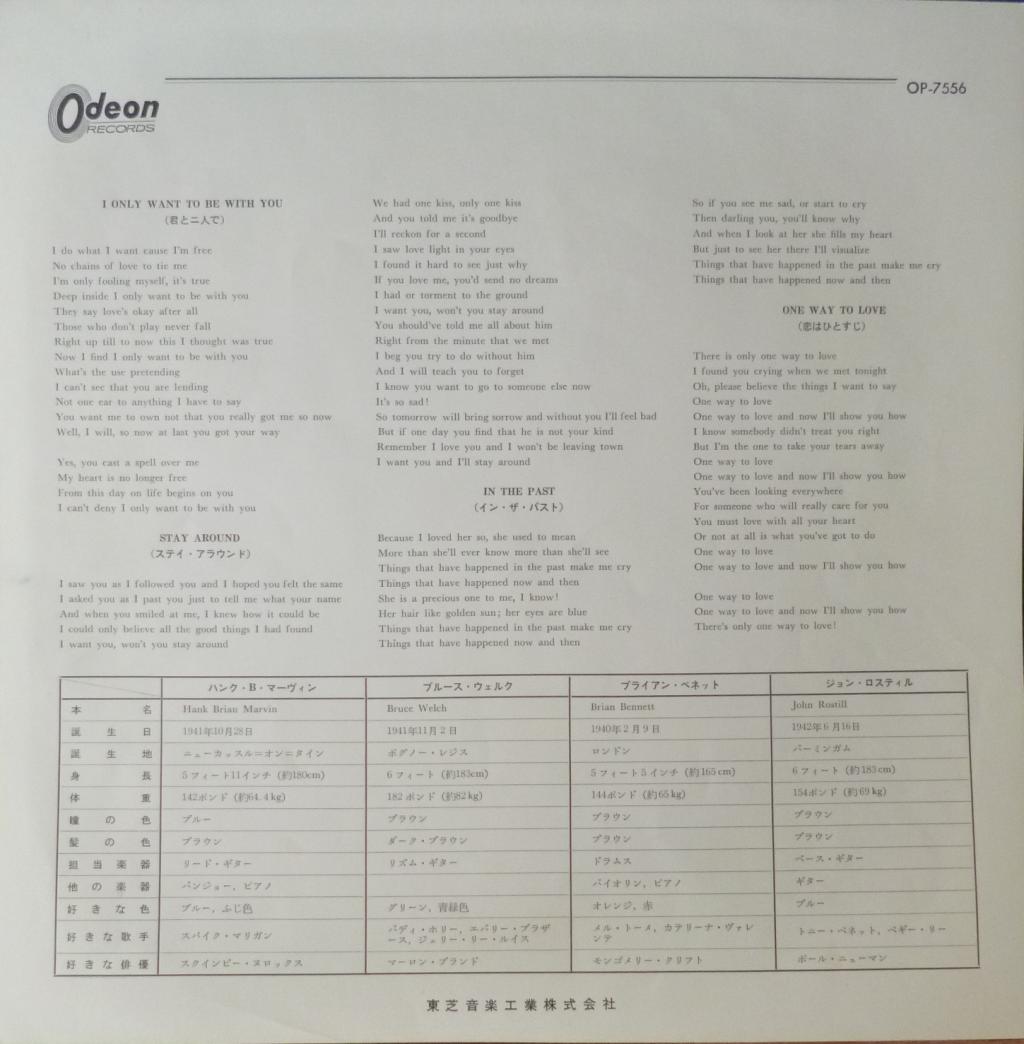 Odeon
RECORDS
OP-7556
I ONLY WANT TO BE WITH YOU
(君と二人で)
I do what I want cause I'm free
No chains of love to tie me
I'm only fooling myself, it's true
Deep inside I only want to be with you
They say love's okay after all
Those who don't play never fall
Right up till to now this I thought was true
Now I find I only want to be with you
What's the use pretending
I can't see that you are lending
Not one ear to anything I have to say
You want me to own not that you really got me so now
Well, I will, so now at last you got your way
Yes, you cast a spell over me
My heart is no longer free
From this day on life begins on you
I can't deny I only want to be with you
STAY AROUND
(ステイ・アラウンド)
I saw you as I followed you and I hoped you felt the same
I asked you as I past you just to tell me what your name
And when you smiled at me, I knew how it could be
I could only believe all the good things I had found
I want you, won't you stay around
We had one kiss, only one kiss
And you told me it's goodbye
I'll reckon for a second
I saw love light in your eyes
I found it hard to see just why
If you love me, you'd send no dreams
I had or torment to the ground
I want you, won't you stay around
You should've told me all about him
Right from the minute that we met
I beg you try to do without him
And I will teach you to forget
I know you want to go to someone else now
It's so sad!
So tomorrow will bring sorrow and without you I'll feel bad
But if one day you find that he is not your kind
Remember I love you and I won't be leaving town
I want you and I'll stay around
IN THE PAST
(イン・ザ・パスト)
Because I loved her so, she used to mean
More than she'll ever know more than she'll see
Things that have happened in the past make me cry
Things that have happened now and then
She is a precious one to me, I know!
Her hair like golden sun; her eyes are blue
Things that have happened in the past make me cry
Things that have happened now and then
So if you see me sad, or start to cry
Then darling you, you'll know why
And when I look at her she fills my heart
But just to see her there I'll visualize
Things that have happened in the past make me cry
Things that have happened now and then
ONE WAY TO LOVE
(恋はひとすじ)
There is only one way to love
I found you crying when we met tonight
Oh, please believe the things I want to say
One way to love
One way to love and now I'll show you how
I know somebody didn't treat you right
But I'm the one to take your tears away
One way to love
One way to love and now I'll show you how
You've been looking everywhere
For someone who will really care for you
You must love with all your heart
Or not at all is what you've got to do
One way to love
One way to love and now I'll show you how
One way to love
One way to love and now I'll show you how
There's only one way to love!
ハンク・B・マーヴィン ブルース・ウェルク ブライアン・ベネット ジョン・ロスティル
本名 Hank Brian Marvin Bruce Welch Brian Bennett John Rostill
誕生日 1941年10月28日 1941年11月2日 1940年2月9日 1942年6月16日
誕生地 ニューカッスル=オン=タイン ボグノー・レジス ロンドン バーミンガム
身長 5フィート11インチ (約180cm) 6フィート (約183cm) 5フィート5インチ (約165cm) 6フィート (約183cm)
体重 142ポンド (約64.4kg) 182ポンド (約82kg) 144ポンド (約65kg) 154ポンド (約69kg)
瞳の色 ブルー ブラウン ブラウン ブラウン
髪の色 ブラウン ダーク・ブラウン ブラウン ブラウン
担当楽器 リード・ギター リズム・ギター ドラムス ベース・ギター
他の楽器 バンジョー, ピアノ バイオリン, ピアノ ギター
好きな色 ブルー, ふじ色 グリーン, 青緑色 オレンジ, 赤 ブルー
好きな歌手 スパイク・マリガン バディ・ホリー, エバリー・ブラザース, ジェリー・リー・ルイス メル・トーメ, カテリーナ・ヴァレンテ トニー・ベネット, ペギー・リー
好きな俳優 スクインビー・ヌロックス マーロン・ブランド モンゴメリー・クリフト ポール・ニューマン
東芝音楽工業株式会社